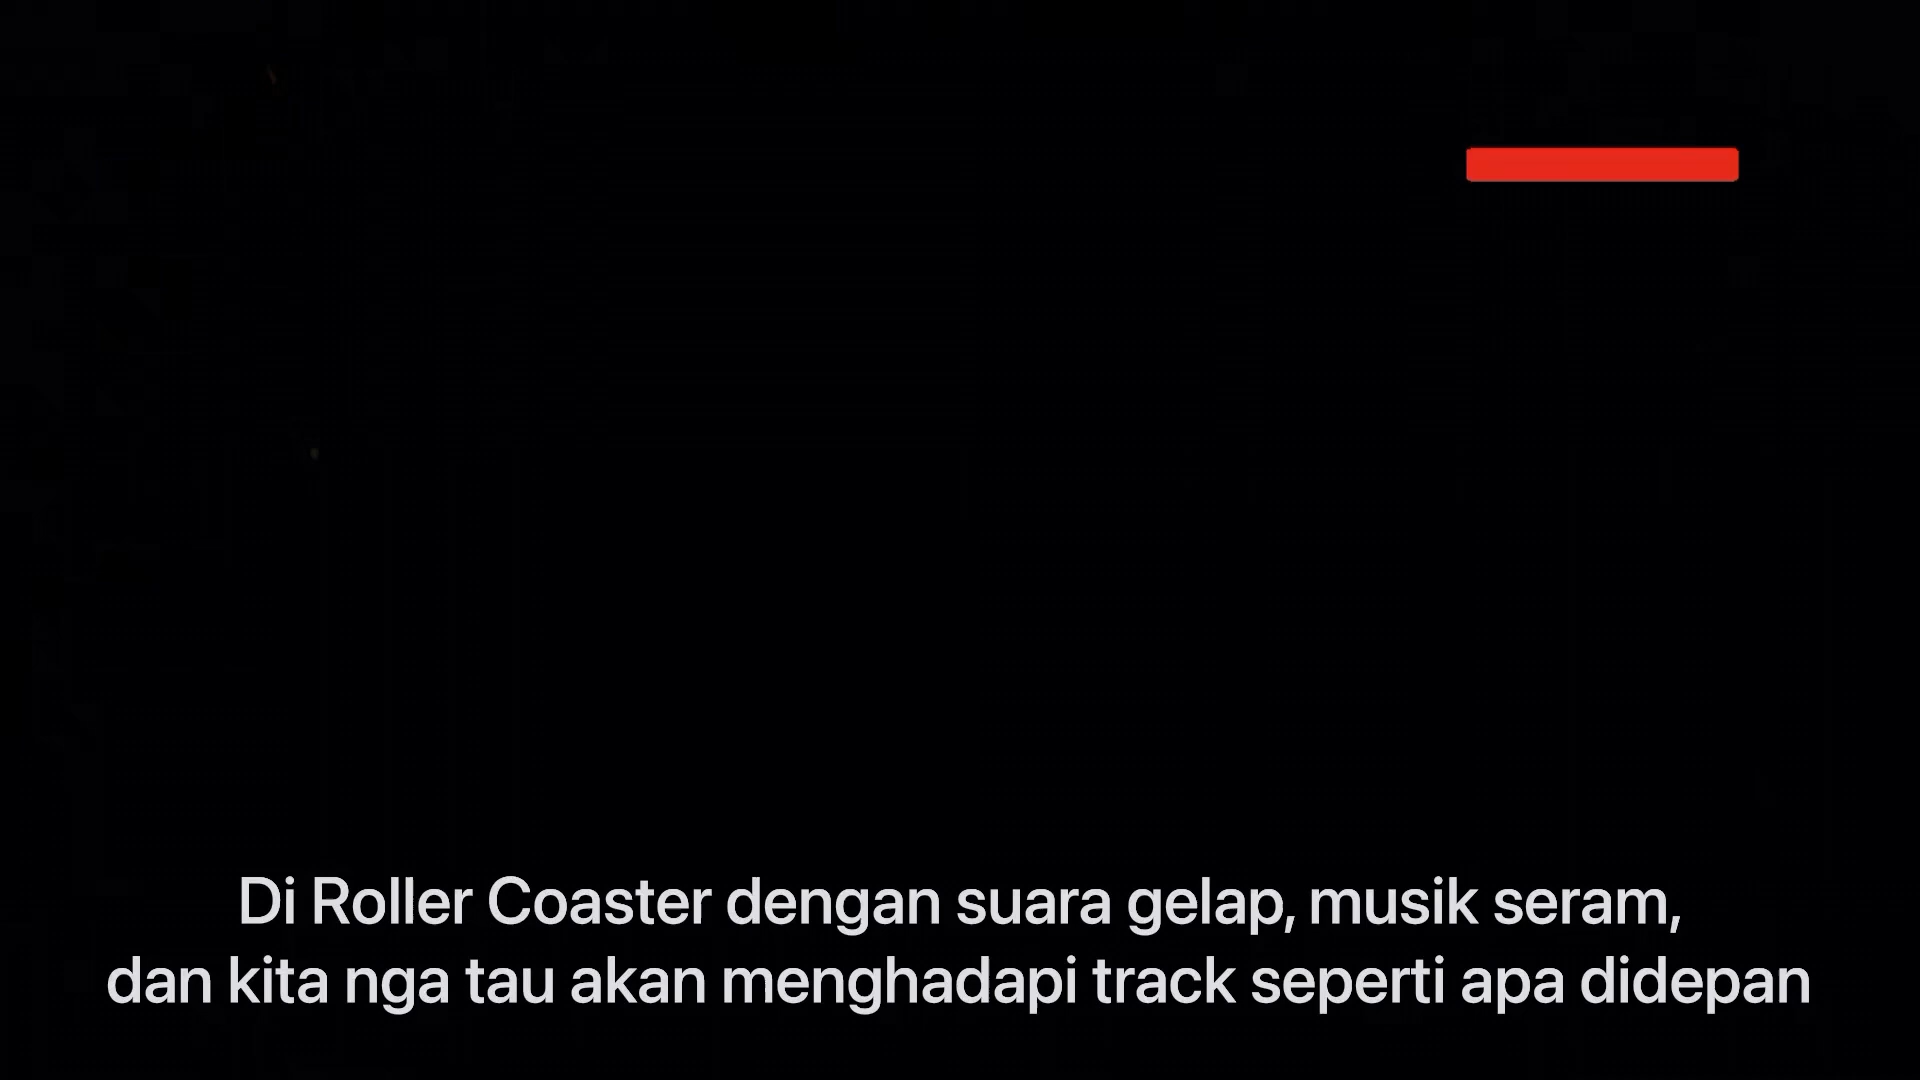 Di Roller Coaster dengan suara gelap, musik seram,
dan kita nga tau akan menghadapi track seperti apa didepan